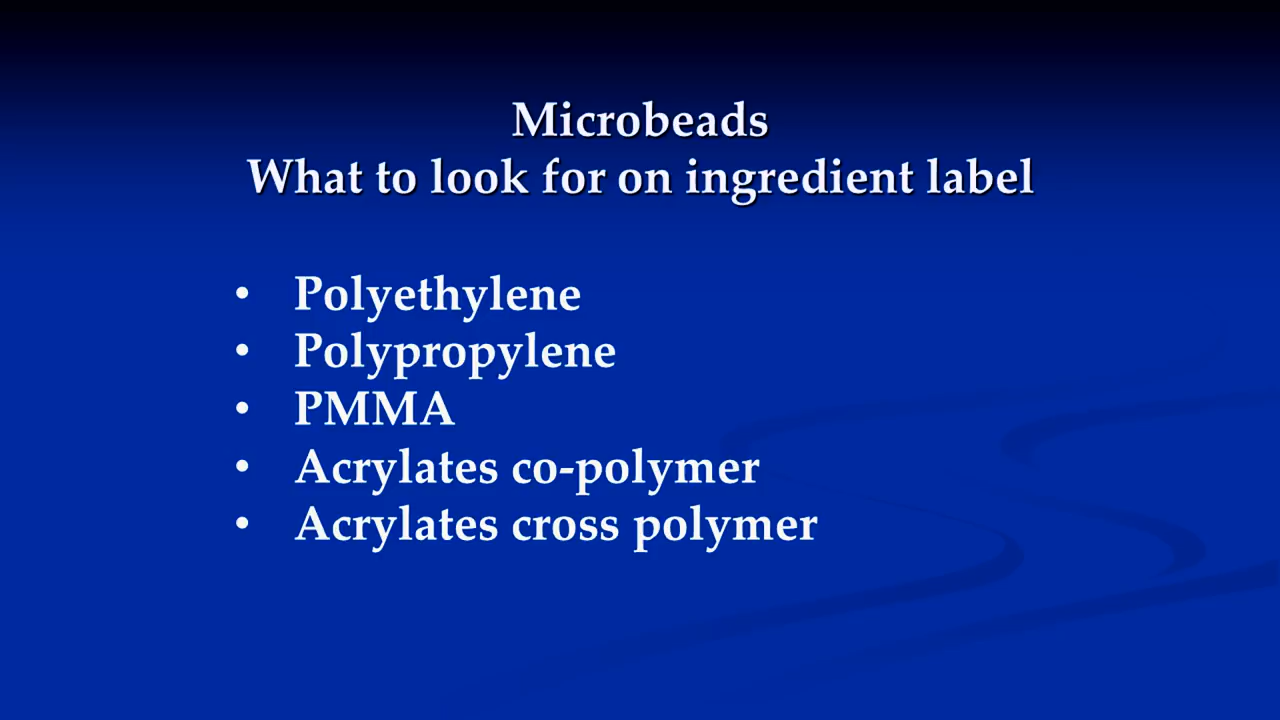 Microbeads
What to look for on ingredient label
• Polyethylene
• Polypropylene
• PMMA
• Acrylates co-polymer
• Acrylates cross polymer